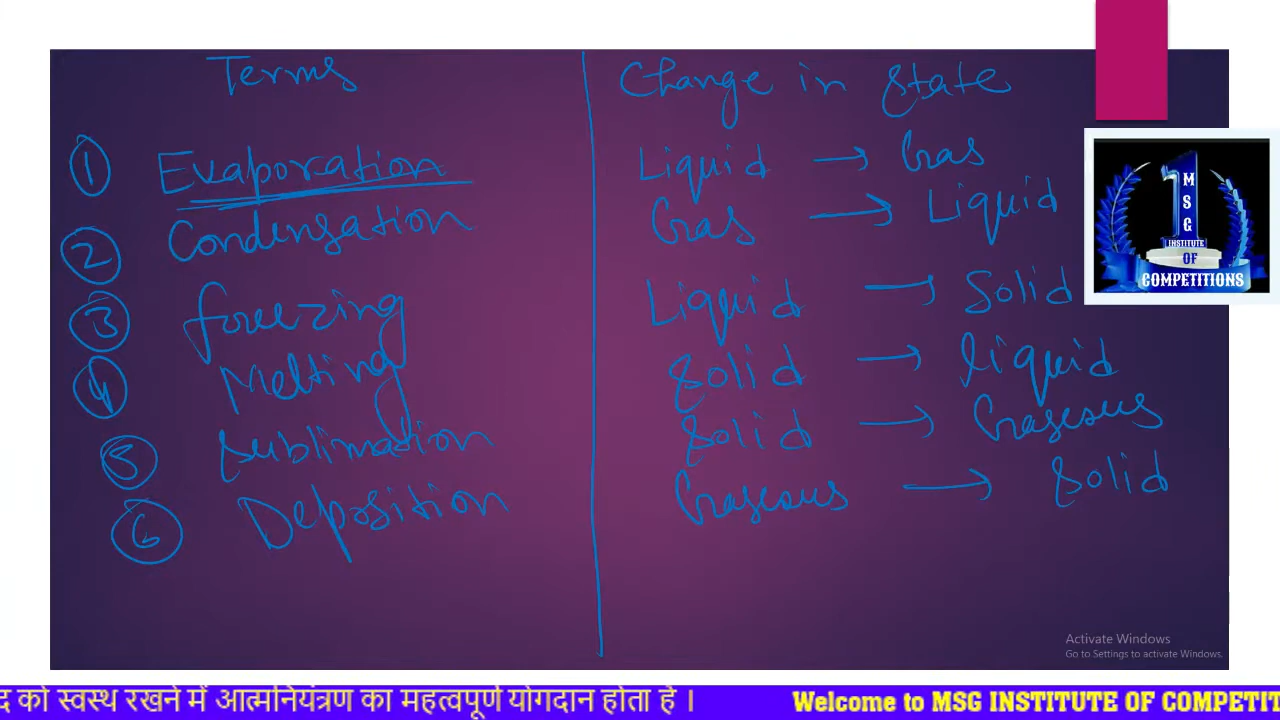 Terms Change in State
1 Evaporation Liquid → Gas
2 Condensation Gas → Liquid
3 freezing Liquid → Solid
4 Melting Solid → liquid
5 sublimation Solid → Gaseous
6 Deposition Gaseous → Solid
1
MSG
INSTITUTE
OF
COMPETITIONS
Activate Windows
Go to Settings to activate Windows.
को स्वस्थ रखने में आत्मनियंत्रण का महत्वपूर्ण योगदान होता है । Welcome to MSG INSTITUTE OF COMPETIT